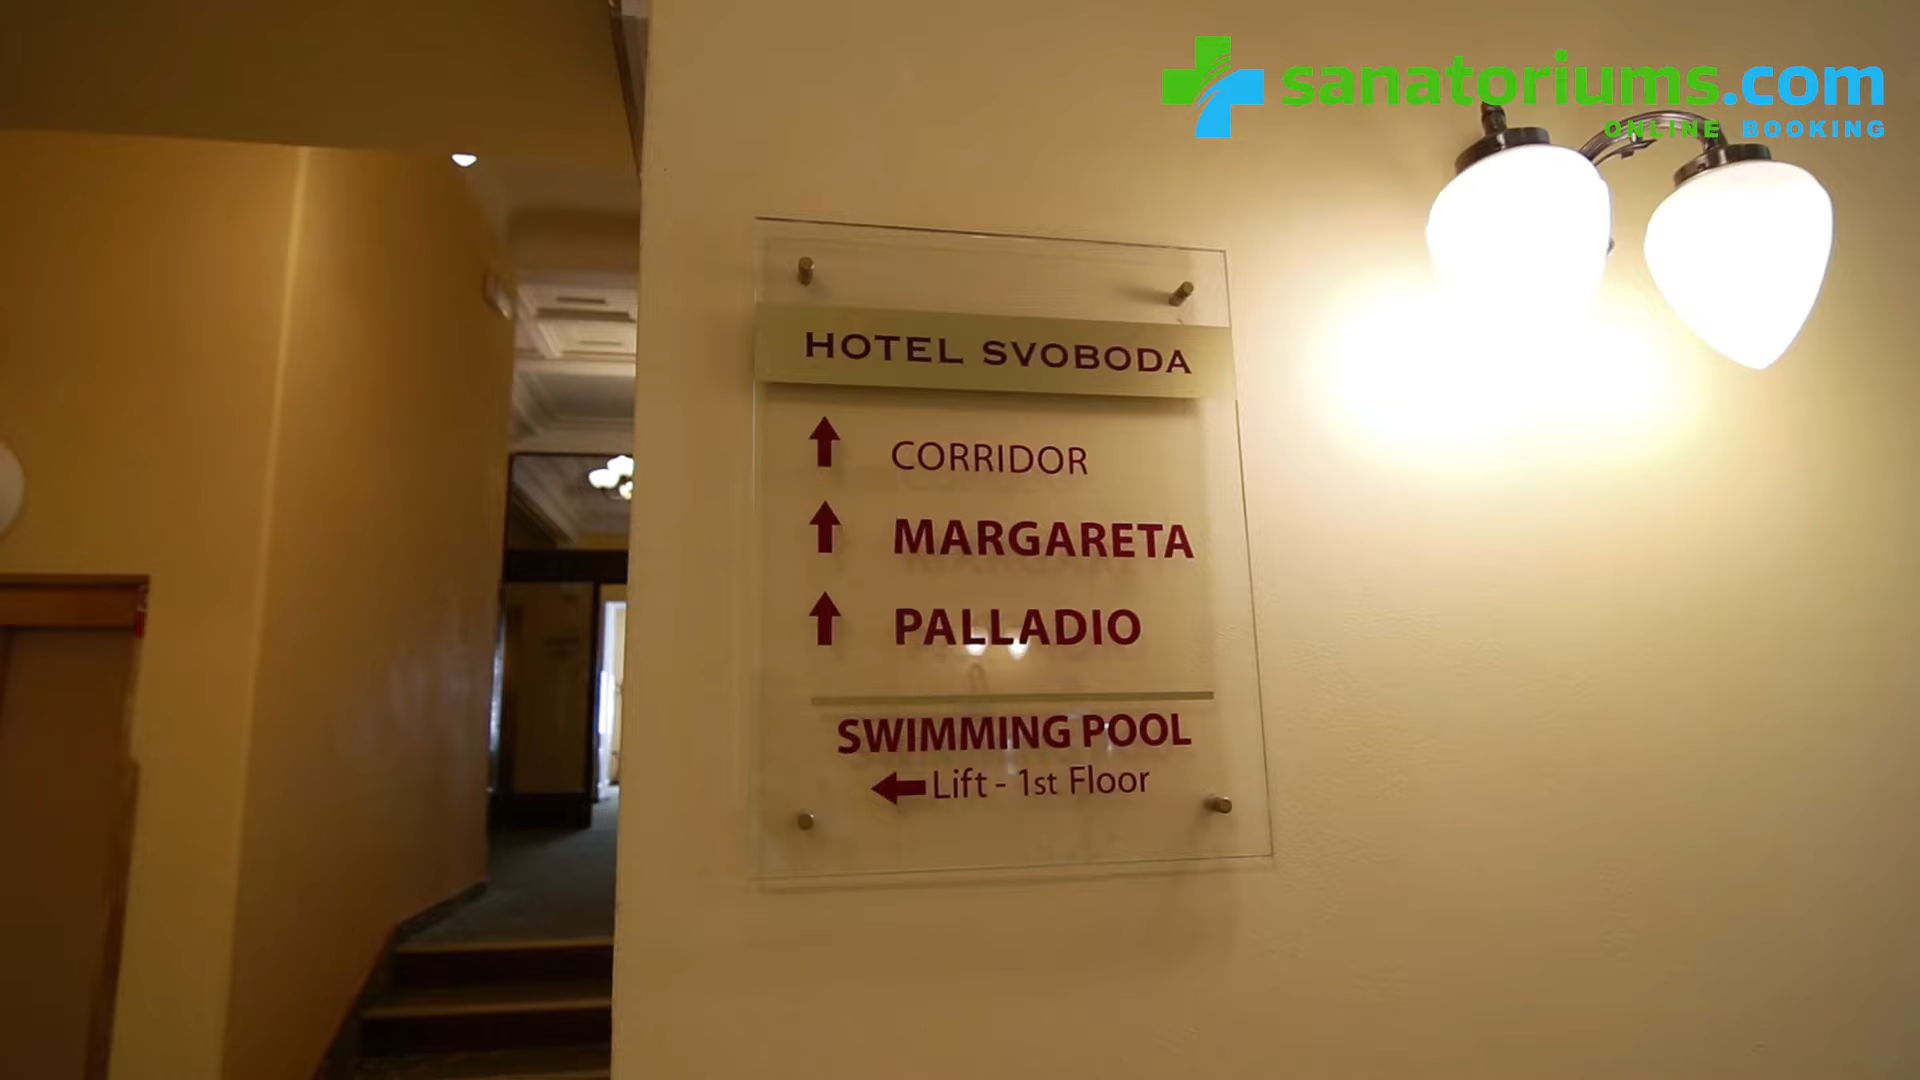 sanatoriums.com
ONLINE BOOKING
HOTEL SVOBODA
CORRIDOR
MARGARETA
PALLADIO
SWIMMING POOL
Lift - 1st Floor